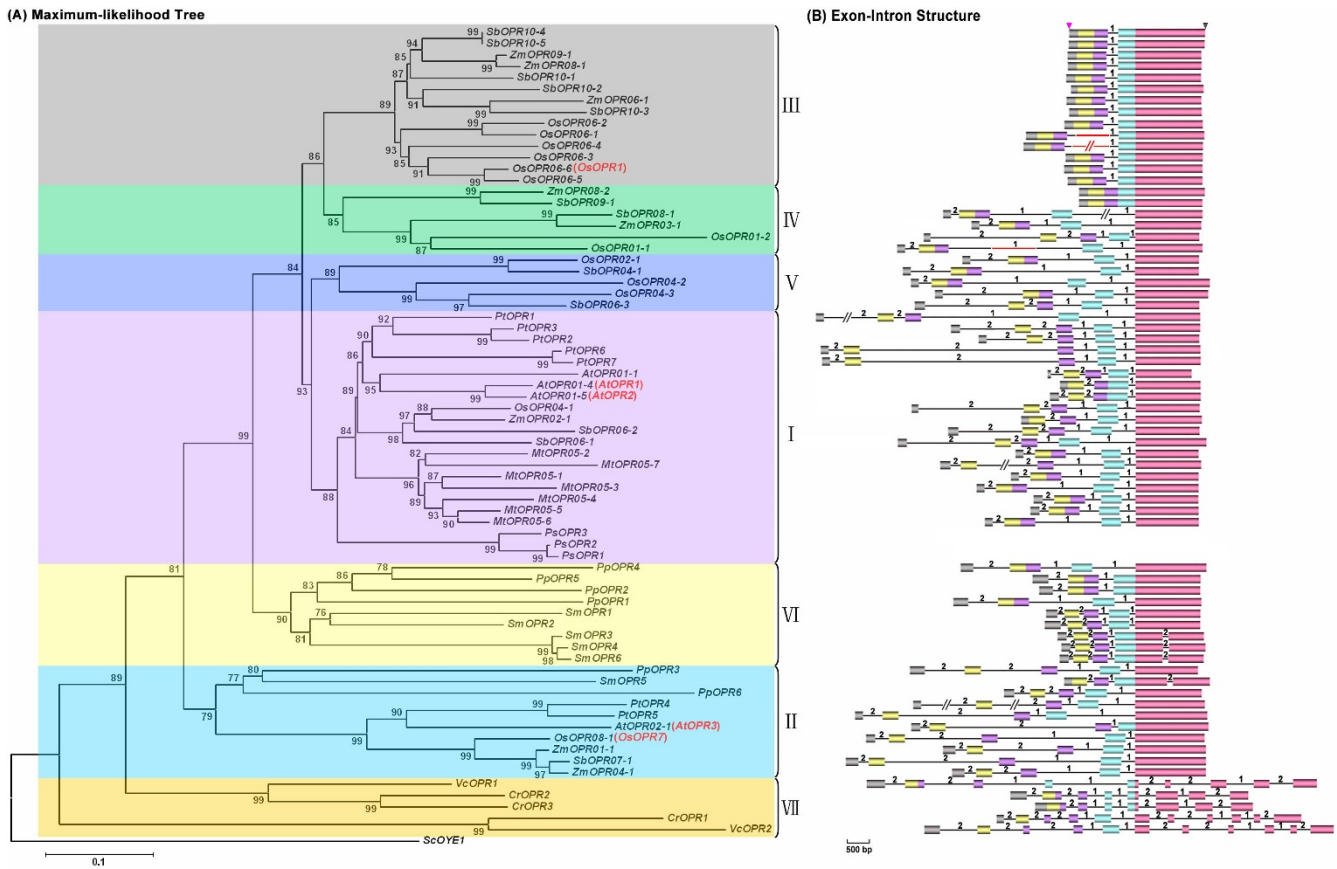 (A) Maximum-likelihood Tree
(B) Exon-Intron Structure
99 SbOPR10-4
SbOPR10-5
94
ZmOPR09-1
85
99 ZmOPR08-1
SbOPR10-1
87
SbOPR10-2
ZmOPR06-1
89
91
99 SbOPR10-3
III
99 OsOPR06-2
OsOPR06-1
93 OsOPR06-4
OsOPR06-3
86
85
91 OsOPR06-6(OsOPR1)
99 OsOPR06-5
99 ZmOPR08-2
SbOPR09-1
85
99 SbOPR08-1
IV
ZmOPR03-1
99 OsOPR01-2
87 OsOPR01-1
99 OsOPR02-1
84
89 SbOPR04-1
OsOPR04-2
V
99 OsOPR04-3
97 SbOPR06-3
92 PtOPR1
PtOPR3
90 PtOPR2
99
PtOPR6
86
99 PtOPR7
AtOPR01-1
93
89
95 AtOPR01-4(AtOPR1)
99 AtOPR01-5(AtOPR2)
88 OsOPR04-1
97 ZmOPR02-1
SbOPR06-2
84
98 SbOPR06-1
I
99
82 MtOPR05-2
MtOPR05-7
96
87 MtOPR05-1
MtOPR05-3
88
89 MtOPR05-4
93 MtOPR05-5
90 MtOPR05-6
PsOPR3
99 PsOPR2
99 PsOPR1
78 PpOPR4
81
86 PpOPR5
83 PpOPR2
PpOPR1
90
76 SmOPR1
VI
81 SmOPR2
SmOPR3
99 SmOPR4
98 SmOPR6
80 PpOPR3
89
77 SmOPR5
PpOPR6
79
99 PtOPR4
90 PtOPR5
II
AtOPR02-1(AtOPR3)
99 OsOPR08-1(OsOPR7)
99 ZmOPR01-1
99 SbOPR07-1
97 ZmOPR04-1
VcOPR1
99 CrOPR2
99 CrOPR3
VII
CrOPR1
99 VcOPR2
ScOYE1
0.1
500 bp